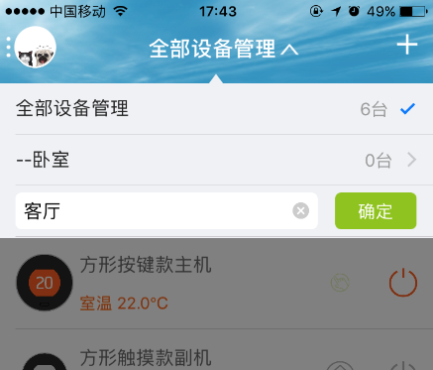 中国移动 17:43 49%
全部设备管理
全部设备管理 6台
--卧室 0台
客厅 确定
方形按键款主机
20
室温 22.0℃
方形触摸款副机